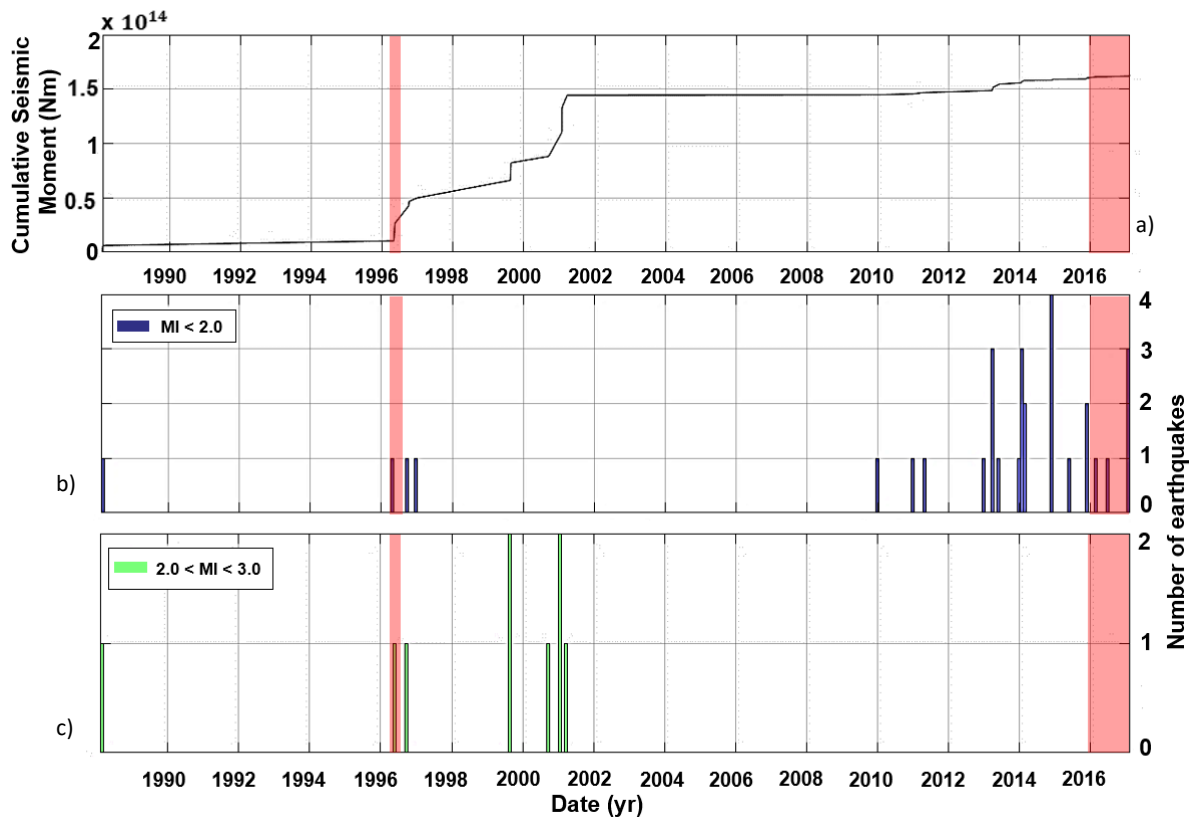 x 10¹⁴
Cumulative Seismic
Moment (Nm)
2
1.5
1
0.5
0
a)
1990 1992 1994 1996 1998 2000 2002 2004 2006 2008 2010 2012 2014 2016
Ml < 2.0
4
3
2
1
0
b)
Number of earthquakes
2.0 < Ml < 3.0
2
1
0
c)
1990 1992 1994 1996 1998 2000 2002 2004 2006 2008 2010 2012 2014 2016
Date (yr)